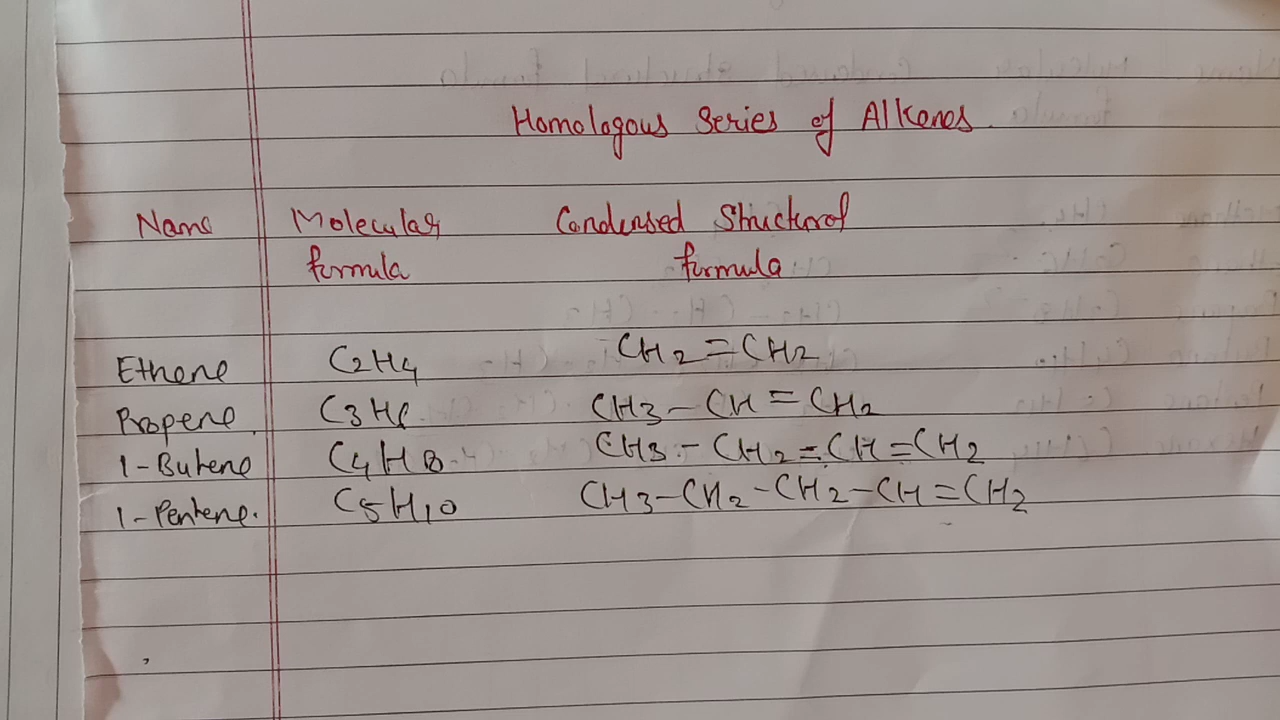 Homologous Series of Alkenes.
Name Molecular Condensed Structural
formula formula
Ethene C2H4 CH2=CH2
Propene. C3H6 CH3-CH=CH2
1-Butene C4H8 CH3-CH2=CH=CH2
1-Pentene. C5H10 CH3-CH2-CH2-CH=CH2